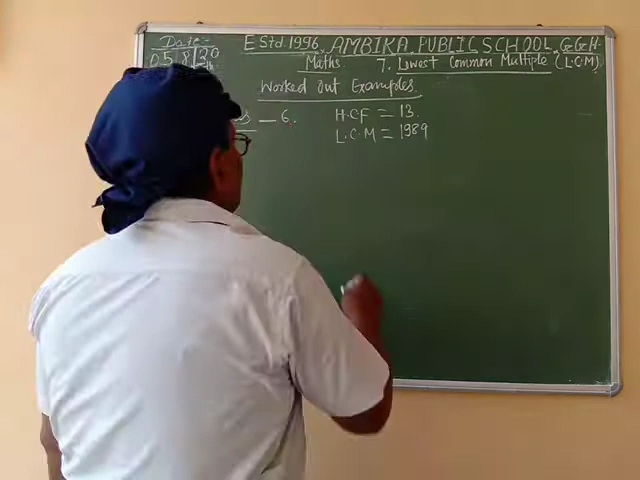 Date- EStd.1996. AMBIKA PUBLIC SCHOOL, GGH.
05|8|20 Maths 7. Lowest Common Multiple (L.C.M)
Worked Out Examples
— 6. H.C.F = 13.
L.C.M = 1989